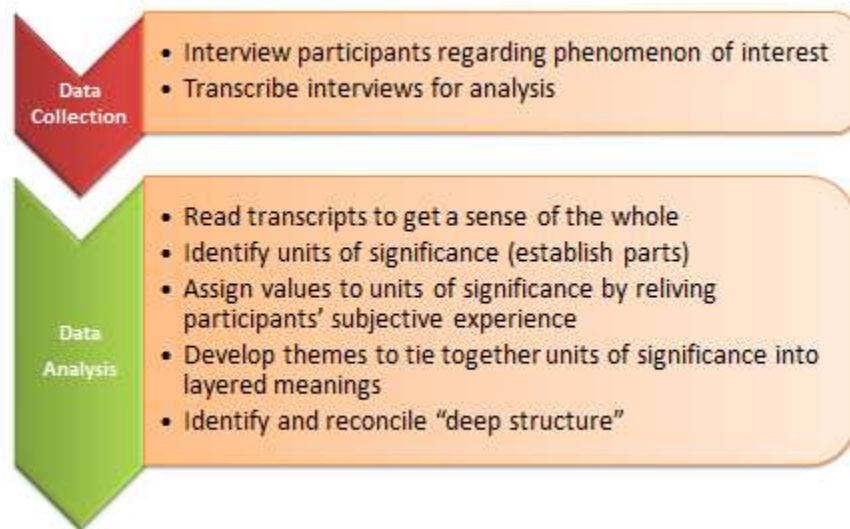 Data
Collection
• Interview participants regarding phenomenon of interest
• Transcribe interviews for analysis
Data
Analysis
• Read transcripts to get a sense of the whole
• Identify units of significance (establish parts)
• Assign values to units of significance by reliving
participants’ subjective experience
• Develop themes to tie together units of significance into
layered meanings
• Identify and reconcile “deep structure”